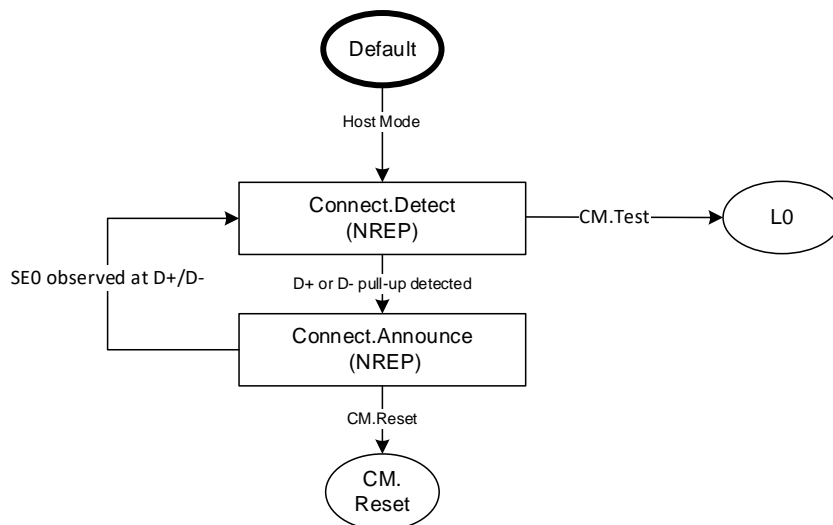 Default
Host Mode
Connect.Detect
(NREP)
CM.Test
L0
SE0 observed at D+/D-
D+ or D- pull-up detected
Connect.Announce
(NREP)
CM.Reset
CM.
Reset